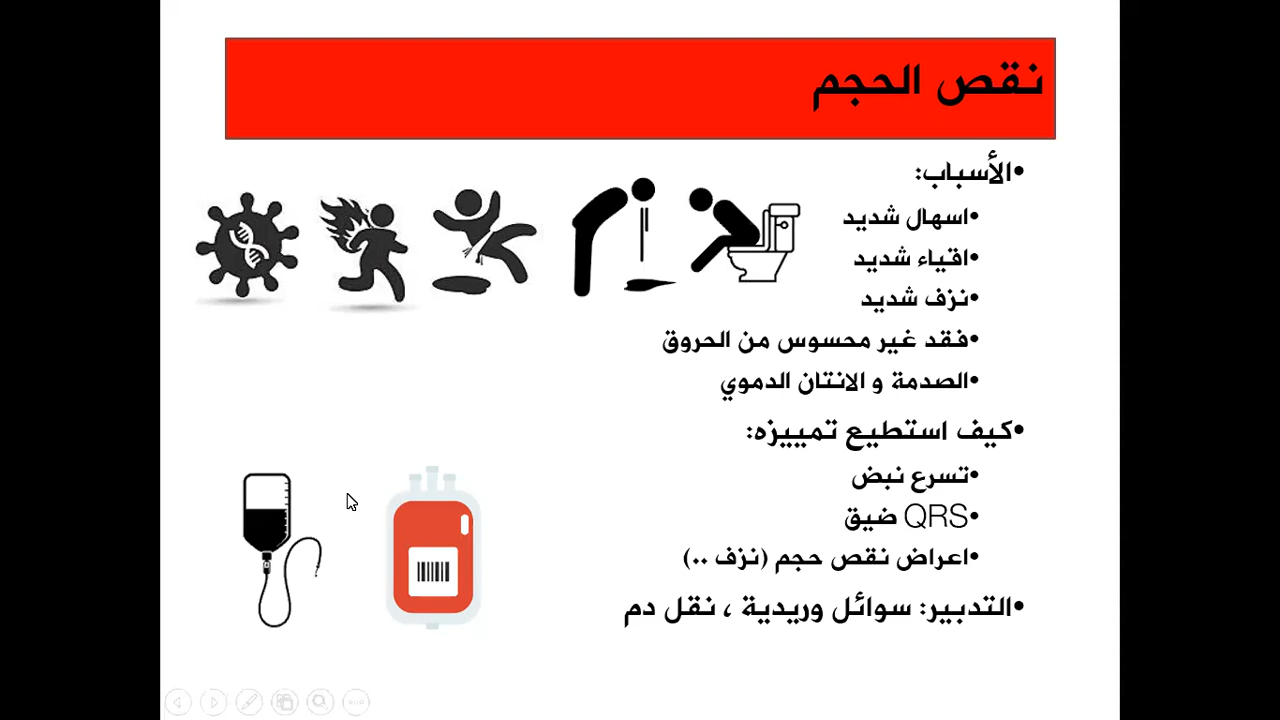 نقص الحجم
•الأسباب:
•اسهال شديد
•اقياء شديد
•نزف شديد
•فقد غير محسوس من الحروق
•الصدمة و الانتان الدموي
•كيف استطيع تمييزه:
•تسرع نبض
•QRS ضيق
•اعراض نقص حجم (نزف ..)
•التدبير: سوائل وريدية ، نقل دم